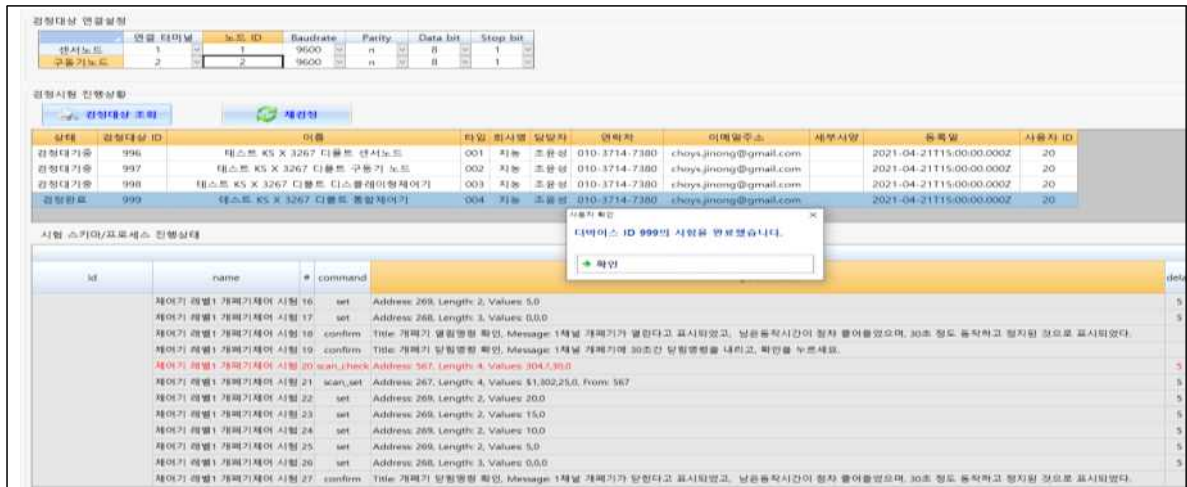 검정대상 연결설정
연결 터미널 노드 ID Baudrate Parity Data bit Stop bit
센서노드 1 1 9600 n 8 1
구동기노드 2 2 9600 n 8 1
검정시험 진행상황
검정대상 조회 재검정
상태 검정대상 ID 이름 타입 회사명 담당자 연락처 이메일주소 세부사양 등록일 사용자 ID
검정대기중 996 테스트 KS X 3267 디폴트 센서노드 001 지농 조윤성 010-3714-7380 choys.jinong@gmail.com 2021-04-21T15:00:00.000Z 20
검정대기중 997 테스트 KS X 3267 디폴트 구동기 노드 002 지농 조윤성 010-3714-7380 choys.jinong@gmail.com 2021-04-21T15:00:00.000Z 20
검정대기중 998 테스트 KS X 3267 디폴트 디스플레이형제어기 003 지농 조윤성 010-3714-7380 choys.jinong@gmail.com 2021-04-21T15:00:00.000Z 20
검정완료 999 테스트 KS X 3267 디폴트 통합제어기 004 지농 조윤성 010-3714-7380 choys.jinong@gmail.com 2021-04-21T15:00:00.000Z 20
사용자 확인
디바이스 ID 999의 시험을 완료했습니다.
확인
시험 스키마/프로세스 진행상태
id name # command dela
제어기 레벨1 개폐기제어 시험 16 set Address: 269, Length: 2, Values: 5,0 5
제어기 레벨1 개폐기제어 시험 17 set Address: 268, Length: 3, Values: 0,0,0 5
제어기 레벨1 개폐기제어 시험 18 confirm Title: 개폐기 열림명령 확인, Message: 1채널 개폐기가 열린다고 표시되었고, 남은동작시간이 점차 줄어들었으며, 30초 정도 동작하고 정지된 것으로 표시되었다.
제어기 레벨1 개폐기제어 시험 19 confirm Title: 개폐기 닫힘명령 확인, Message: 1채널 개폐기에 30초간 닫힘명령을 내리고, 확인을 누르세요.
제어기 레벨1 개폐기제어 시험 20 scan_check Address: 567, Length: 4, Values: 304,?,30,0 5
제어기 레벨1 개폐기제어 시험 21 scan_set Address: 267, Length: 4, Values: $1,302,25,0, From: 567 5
제어기 레벨1 개폐기제어 시험 22 set Address: 269, Length: 2, Values: 20,0 5
제어기 레벨1 개폐기제어 시험 23 set Address: 269, Length: 2, Values: 15,0 5
제어기 레벨1 개폐기제어 시험 24 set Address: 269, Length: 2, Values: 10,0 5
제어기 레벨1 개폐기제어 시험 25 set Address: 269, Length: 2, Values: 5,0 5
제어기 레벨1 개폐기제어 시험 26 set Address: 268, Length: 3, Values: 0,0,0 5
제어기 레벨1 개폐기제어 시험 27 confirm Title: 개폐기 닫힘명령 확인, Message: 1채널 개폐기가 닫힌다고 표시되었고, 남은동작시간이 점차 줄어들었으며, 30초 정도 동작하고 정지된 것으로 표시되었다.